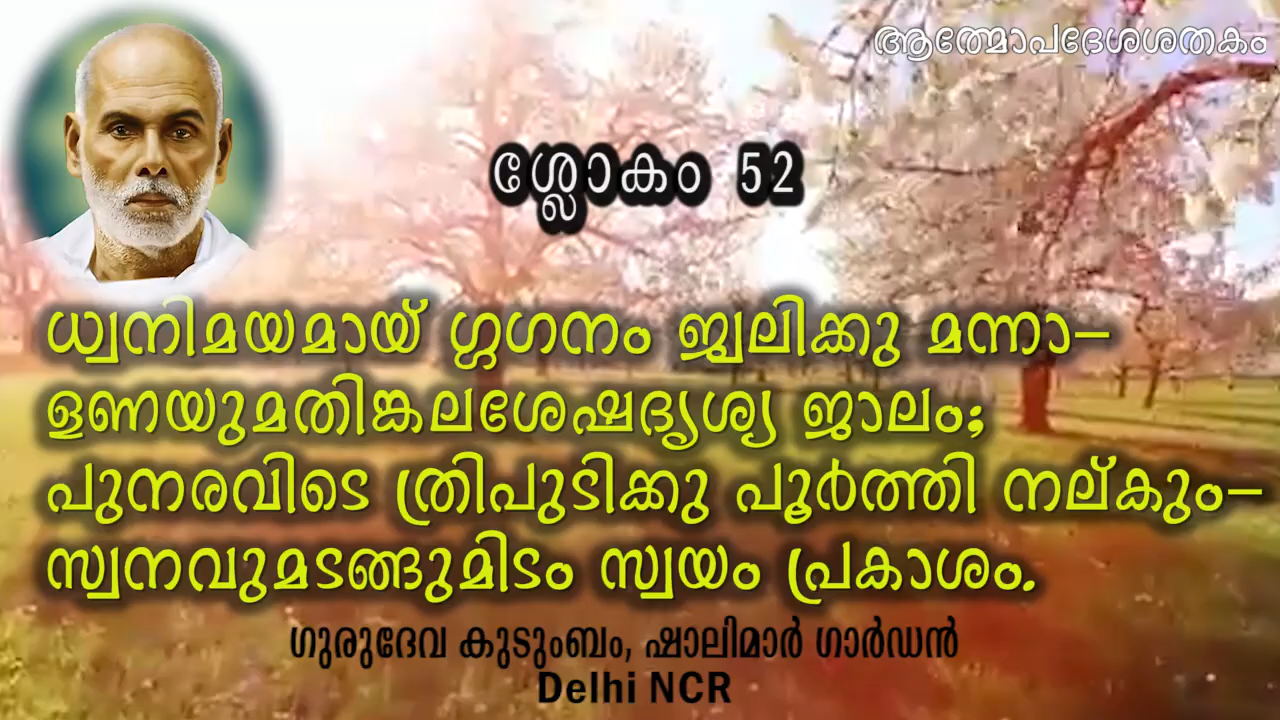 ആത്മോപദേശശതകം
ശ്ലോകം 52
ധ്വനിമയമായ് ഗ്ഗഗനം ജ്വലിക്കു മന്നാ–
ളണയുമതിങ്കലശേഷദൃശ്യ ജാലം;
പുനരവിടെ ത്രിപുടിക്കു പൂർത്തി നല്കും–
സ്വനവുമടങ്ങുമിടം സ്വയം പ്രകാശം.
ഗുരുദേവ കുടുംബം, ഷാലിമാർ ഗാർഡൻ
Delhi NCR